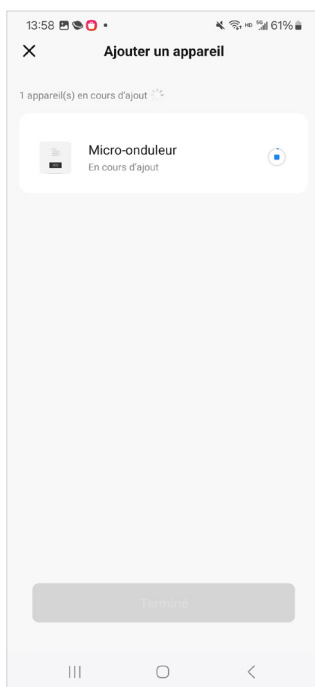 13:58 61%
Ajouter un appareil
1 appareil(s) en cours d'ajout
Micro-onduleur
En cours d'ajout
Terminé